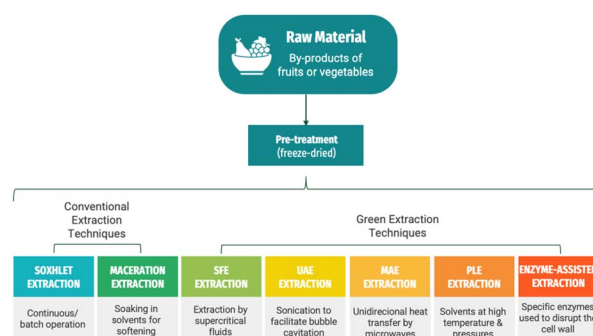 Raw Material
By-products of
fruits or vegetables
Pre-treatment
(freeze-dried)
Conventional
Extraction
Techniques
Green Extraction
Techniques
SOXHLET
EXTRACTION
MACERATION
EXTRACTION
SFE
EXTRACTION
UAE
EXTRACTION
MAE
EXTRACTION
PLE
EXTRACTION
ENZYME-ASSISTE
EXTRACTION
Continuous/
batch operation
Soaking in
solvents for
softening
Extraction by
supercritical
fluids
Sonication to
facilitate bubble
cavitation
Unidirecional heat
transfer by
microwaves
Solvents at high
temperature &
pressures
Specific enzymes
used to disrupt the
cell wall